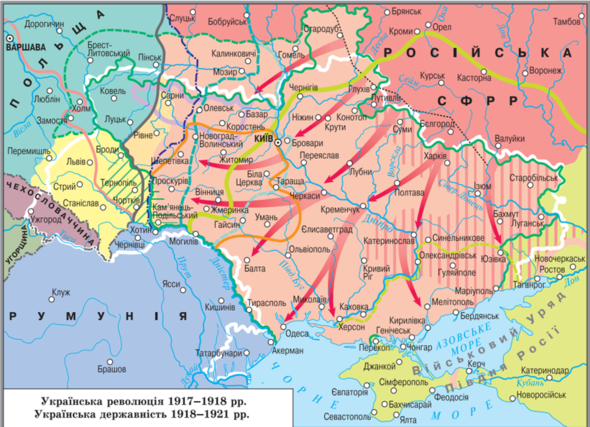 Слуцьк
Бобруйськ
Стародуб
Брянськ
Дорогичин
Кроми
Орел
Тамбов
ВАРШАВА
ПОЛЬЩА
Брест-
Литовський
Пінськ
Калинковичі
Мозир
Гомель
РОСІЙСЬКА
СФРР
Курськ
Касторна
Воронеж
Люблін
Ковель
Сарни
Чернігів
Глухів
Путивль
Холм
Замостя
Луцьк
Олевськ
Базар
Коростень
Ніжин
Конотоп
Крути
Суми
Бєлгород
Валуйки
Рівне
Новоград-
Волинський
КИЇВ
Бровари
Перемишль
Львів
Броди
Шепетівка
Житомир
Переяслав
Лубни
Харків
Старобільськ
Стрий
Тернопіль
Проскурів
Біла
Церква
Тараща
Черкаси
Полтава
Ізюм
Станіслав
Чортків
Вінниця
Кременчук
Бахмут
Луганськ
ЧЕХОСЛОВАЧЧИНА
Ужгород
УГОРЩИНА
Кам'янець-
Подільський
Жмеринка
Гайсин
Умань
Єлисаветград
Дніпро
Катеринослав
Синельникове
Хотин
Чернівці
Могилів
Ольвіополь
Олександрівськ
Юзівка
Гуляйполе
Новочеркаськ
Ростов
Дон
Балта
Кривий
Ріг
Маріуполь
Таганрог
Клуж
Ясси
Прут
Дністер
Миколаїв
Каховка
Мелітополь
Бердянськ
РУМУНІЯ
Кишинів
Тирасполь
Херсон
Кирилівка
Генічеськ
Одеса
Перекоп
Чонгар
АЗОВСЬКЕ
МОРЕ
Військовий Уряд
Півдня Росії
Татарбунари
Акерман
Брашов
Джанкой
Керч
Катеринодар
Кубань
Євпаторія
Сімферополь
Феодосія
Новоросійськ
Бахчисарай
Севастополь
Ялта
ЧОРНЕ
МОРЕ
Українська революція 1917–1918 рр.
Українська державність 1918–1921 рр.